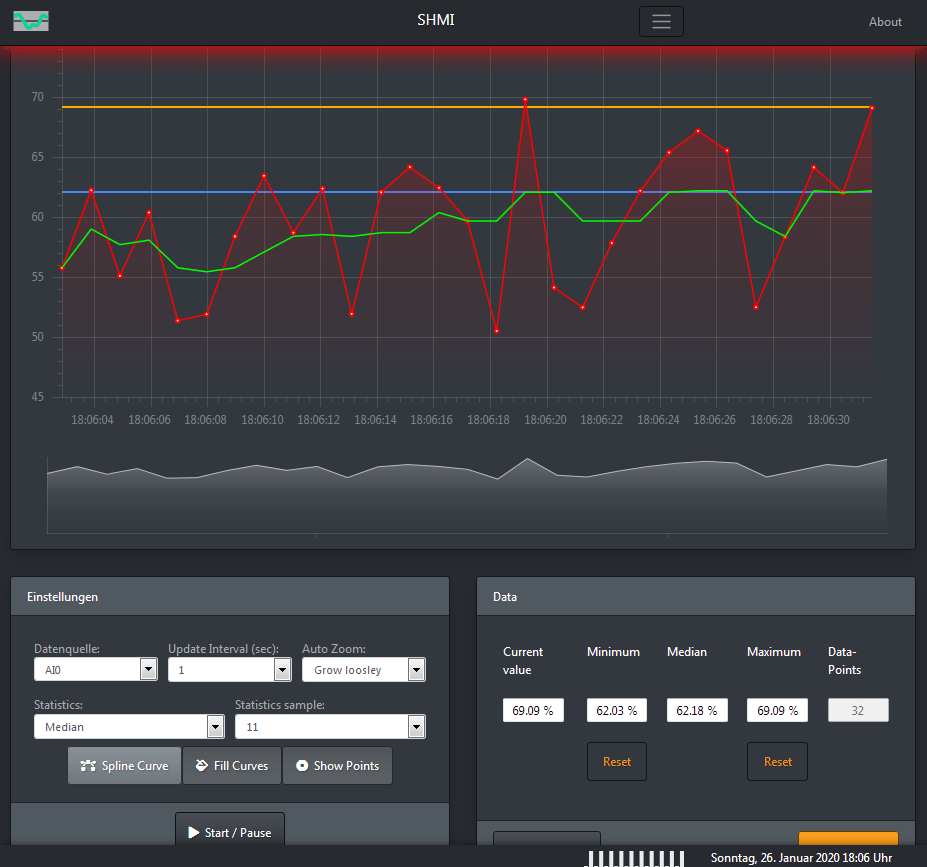 SHMI
About
70
65
60
55
50
45
18:06:04 18:06:06 18:06:08 18:06:10 18:06:12 18:06:14 18:06:16 18:06:18 18:06:20 18:06:22 18:06:24 18:06:26 18:06:28 18:06:30
Einstellungen
Datenquelle: Update Interval (sec): Auto Zoom:
AI0 1 Grow loosley
Statistics: Statistics sample:
Median 11
Spline Curve Fill Curves Show Points
Start / Pause
Data
Current value Minimum Median Maximum Data-Points
69.09 % 62.03 % 62.18 % 69.09 % 32
Reset Reset
Sonntag, 26. Januar 2020 18:06 Uhr